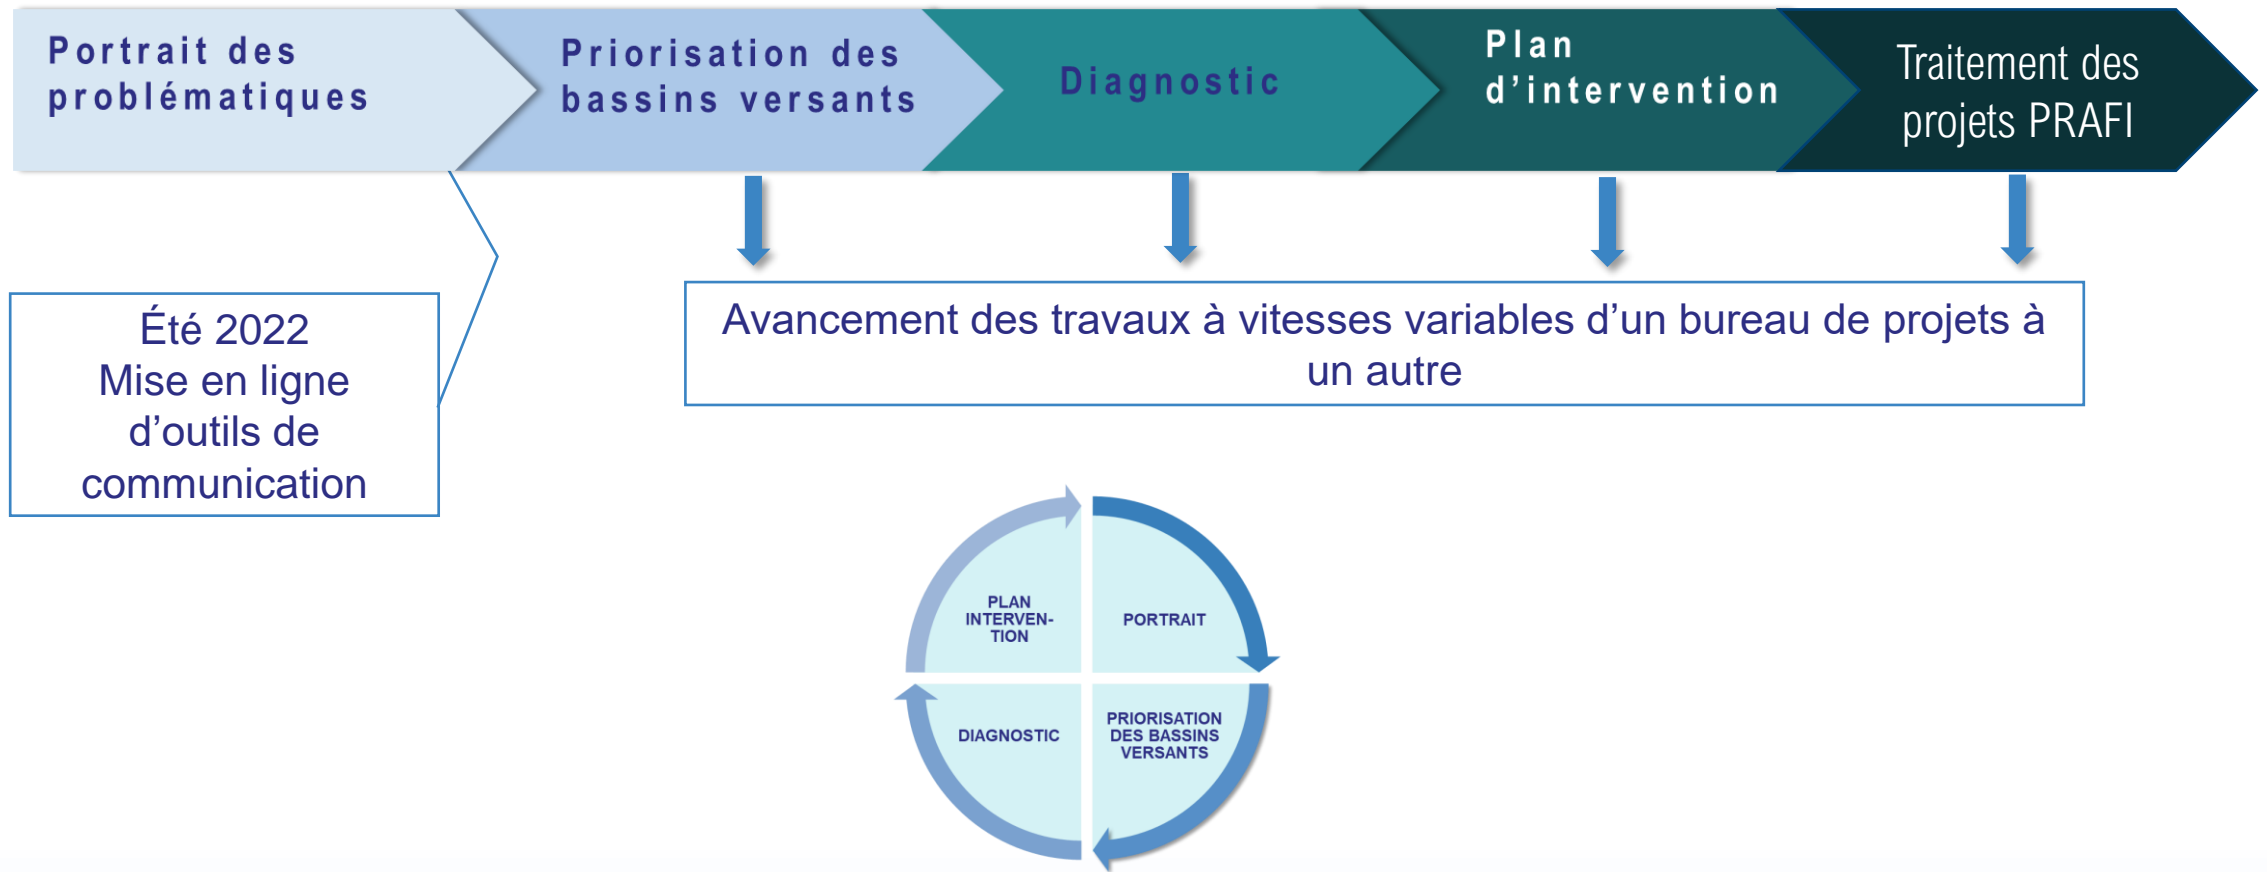 Portrait des
problématiques
Priorisation des
bassins versants
Diagnostic
Plan
d’intervention
Traitement des
projets PRAFI
Été 2022
Mise en ligne
d’outils de
communication
Avancement des travaux à vitesses variables d’un bureau de projets à
un autre
PLAN
INTERVEN-
TION
PORTRAIT
DIAGNOSTIC
PRIORISATION
DES BASSINS
VERSANTS